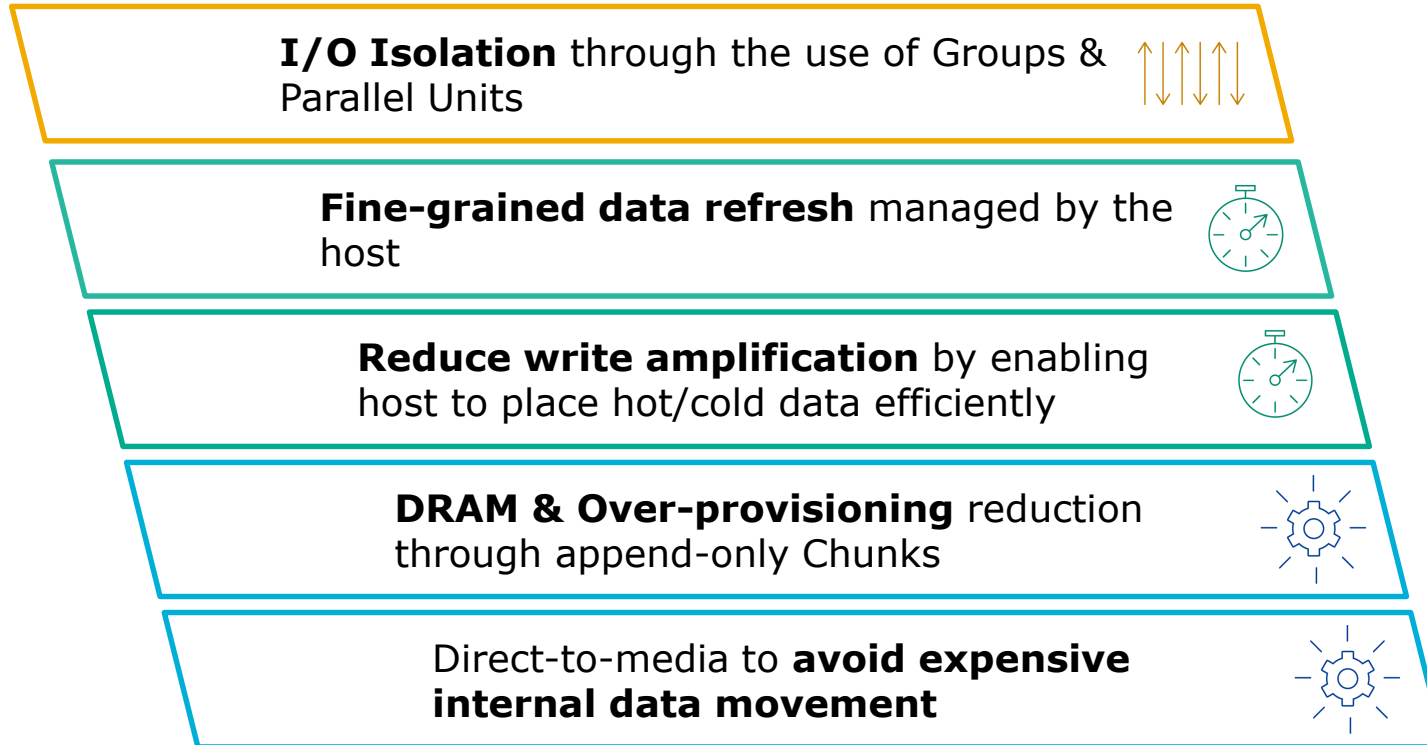 I/O Isolation through the use of Groups &
Parallel Units
Fine-grained data refresh managed by the
host
Reduce write amplification by enabling
host to place hot/cold data efficiently
DRAM & Over-provisioning reduction
through append-only Chunks
Direct-to-media to avoid expensive
internal data movement